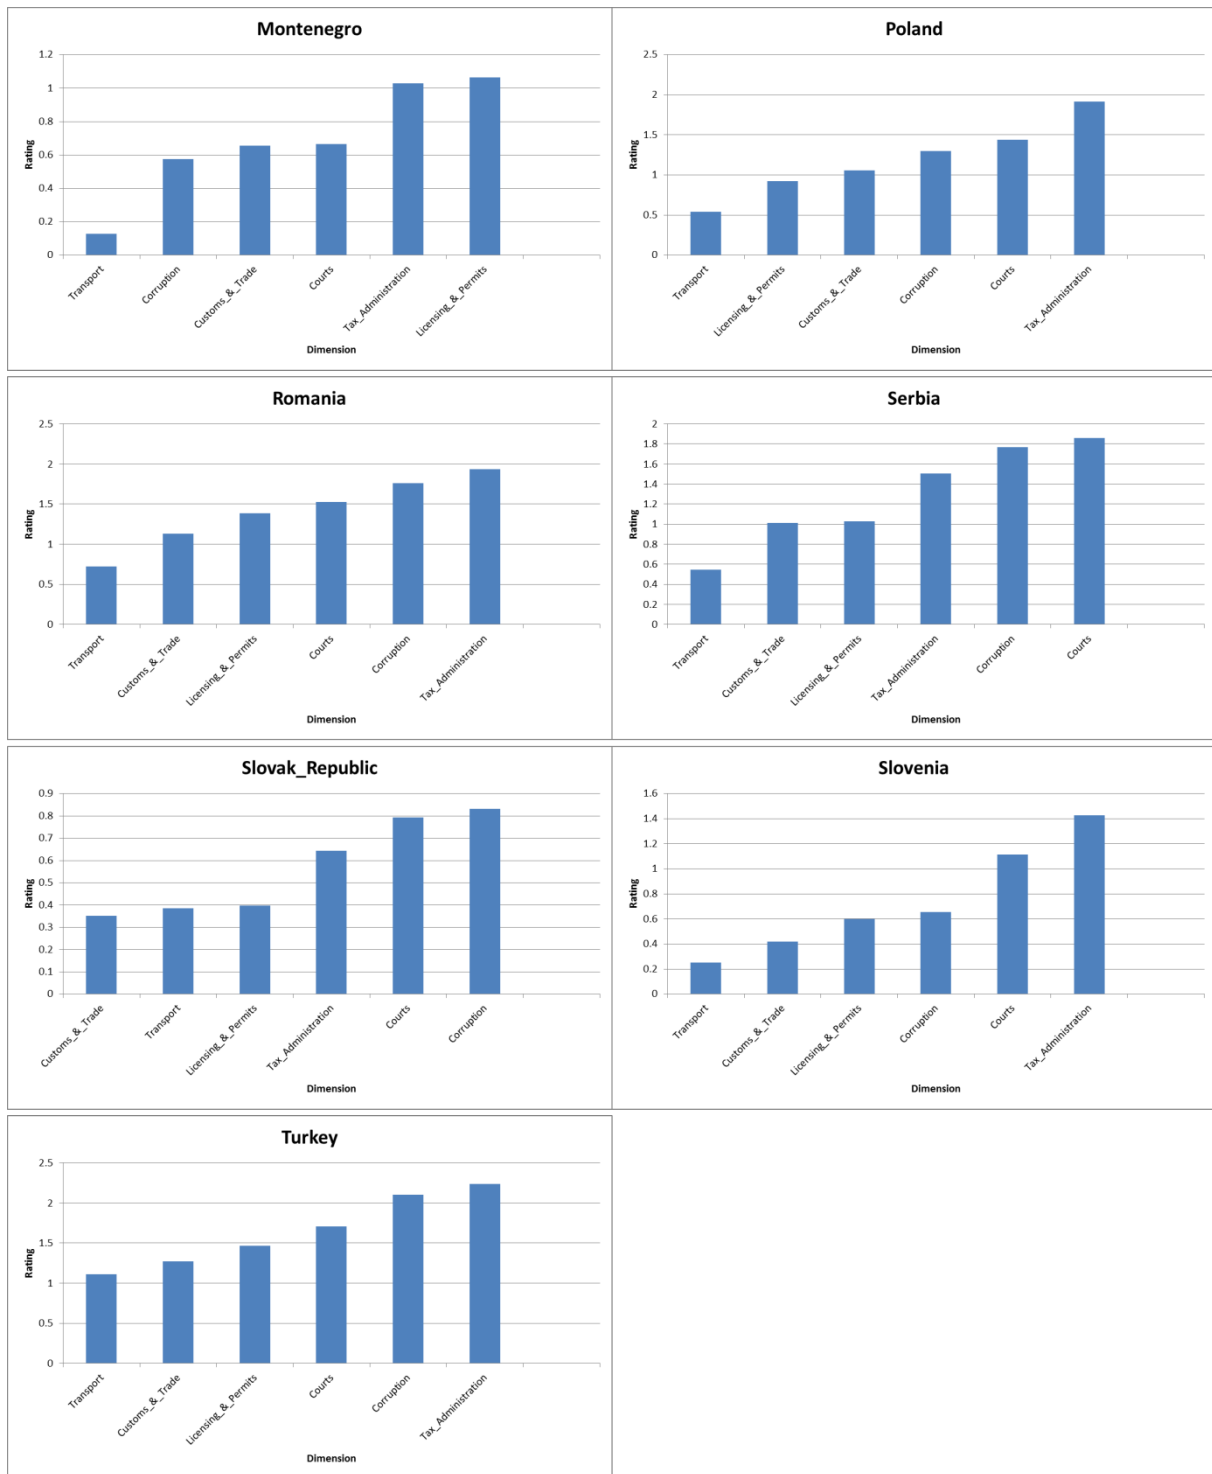 Montenegro
1.2
1
0.8
0.6
0.4
0.2
0
Rating
Transport
Corruption
Customs_&_Trade
Courts
Tax_Administration
Licensing_&_Permits
Dimension
Poland
2.5
2
1.5
1
0.5
0
Rating
Transport
Licensing_&_Permits
Customs_&_Trade
Corruption
Courts
Tax_Administration
Dimension
Romania
2.5
2
1.5
1
0.5
0
Rating
Transport
Customs_&_Trade
Licensing_&_Permits
Courts
Corruption
Tax_Administration
Dimension
Serbia
2
1.8
1.6
1.4
1.2
1
0.8
0.6
0.4
0.2
0
Rating
Transport
Customs_&_Trade
Licensing_&_Permits
Tax_Administration
Corruption
Courts
Dimension
Slovak_Republic
0.9
0.8
0.7
0.6
0.5
0.4
0.3
0.2
0.1
0
Rating
Customs_&_Trade
Transport
Licensing_&_Permits
Tax_Administration
Courts
Corruption
Dimension
Slovenia
1.6
1.4
1.2
1
0.8
0.6
0.4
0.2
0
Rating
Transport
Customs_&_Trade
Licensing_&_Permits
Corruption
Courts
Tax_Administration
Dimension
Turkey
2.5
2
1.5
1
0.5
0
Rating
Transport
Customs_&_Trade
Licensing_&_Permits
Courts
Corruption
Tax_Administration
Dimension